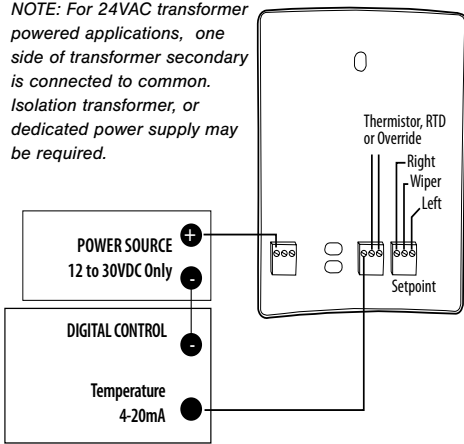 NOTE: For 24VAC transformer
powered applications, one
side of transformer secondary
is connected to common.
Isolation transformer, or
dedicated power supply may
be required.
Thermistor, RTD
or Override
Right
Wiper
Left
Setpoint
POWER SOURCE
12 to 30VDC Only
+
-
DIGITAL CONTROL
-
Temperature
4-20mA